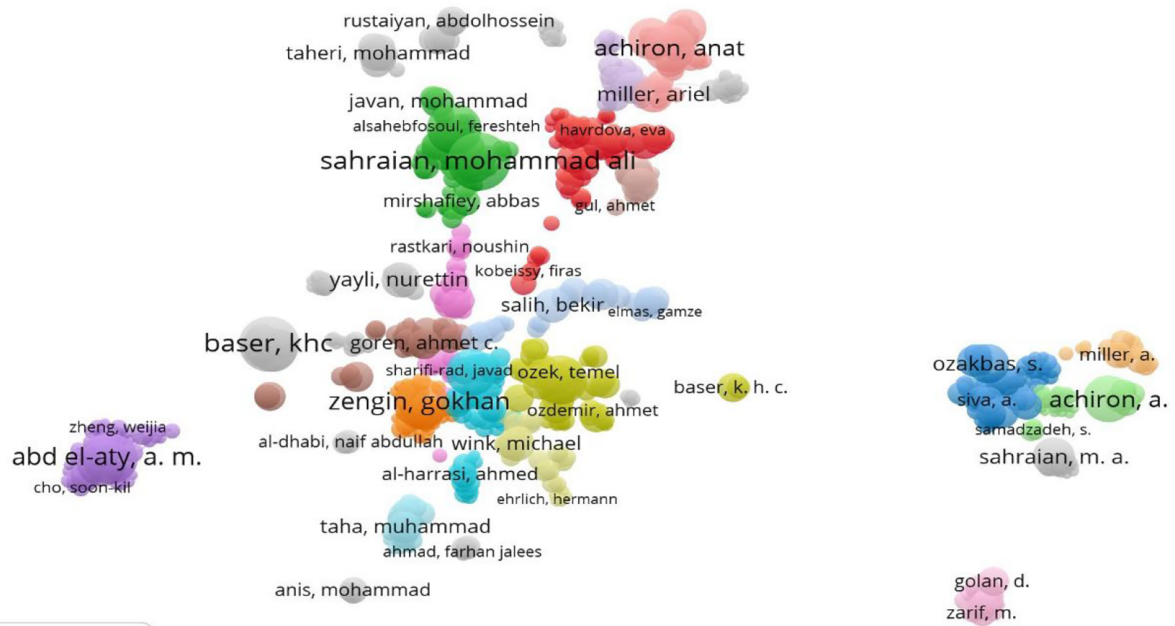 rustaiyan, abdolhossein
taheri, mohammad
achiron, anat
miller, ariel
javan, mohammad
alsahebfosoul, fereshteh
havrdova, eva
sahraian, mohammad ali
mirshafiey, abbas
gul, ahmet
rastkari, noushin
kobeissy, firas
yayli, nurettin
salih, bekir
elmas, gamze
baser, khc
goren, ahmet c.
ozakbas, s.
miller, a.
sharifi-rad, javad
ozek, temel
baser, k. h. c.
zengin, gokhan
ozdemir, ahmet
siva, a.
achiron, a.
zheng, weijia
samadzadeh, s.
al-dhabi, naif abdullah
wink, michael
abd el-aty, a. m.
sahraian, m. a.
al-harrasi, ahmed
cho, soon-kil
ehrlich, hermann
taha, muhammad
ahmad, farhan jalees
golan, d.
anis, mohammad
zarif, m.